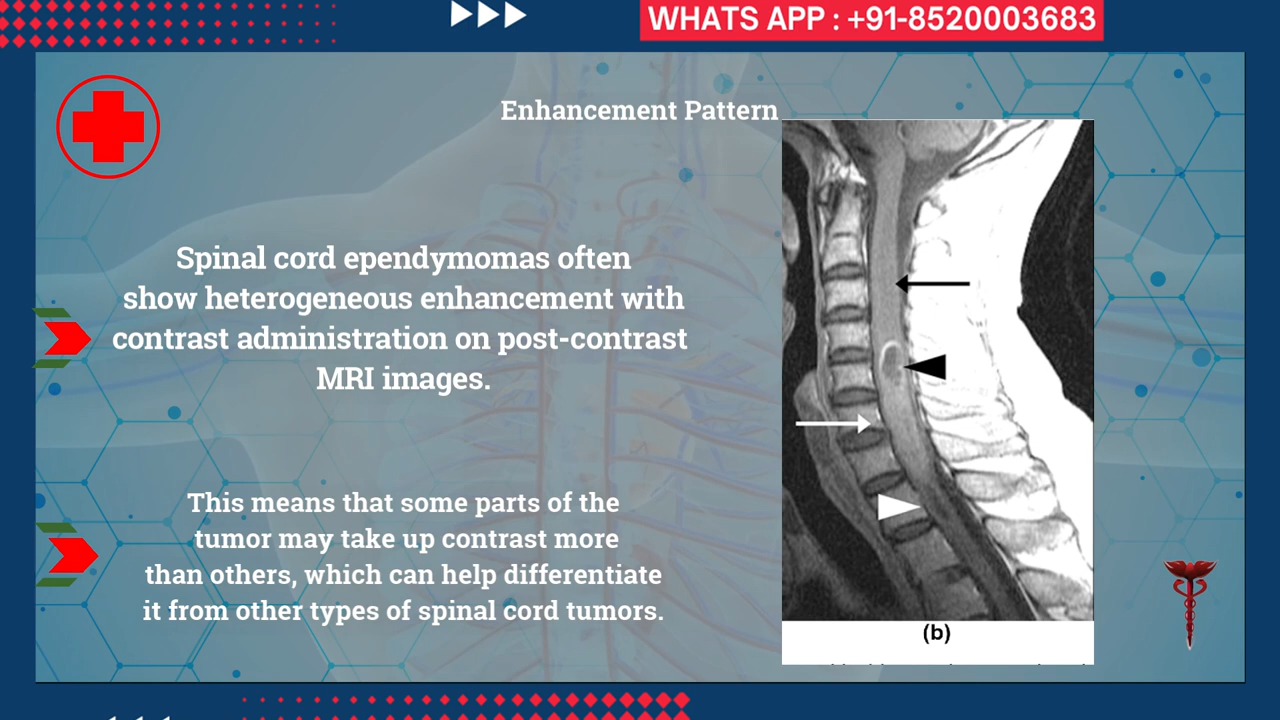 WHATS APP : +91-8520003683
Enhancement Pattern
Spinal cord ependymomas often
show heterogeneous enhancement with
contrast administration on post-contrast
MRI images.
This means that some parts of the
tumor may take up contrast more
than others, which can help differentiate
it from other types of spinal cord tumors.
(b)